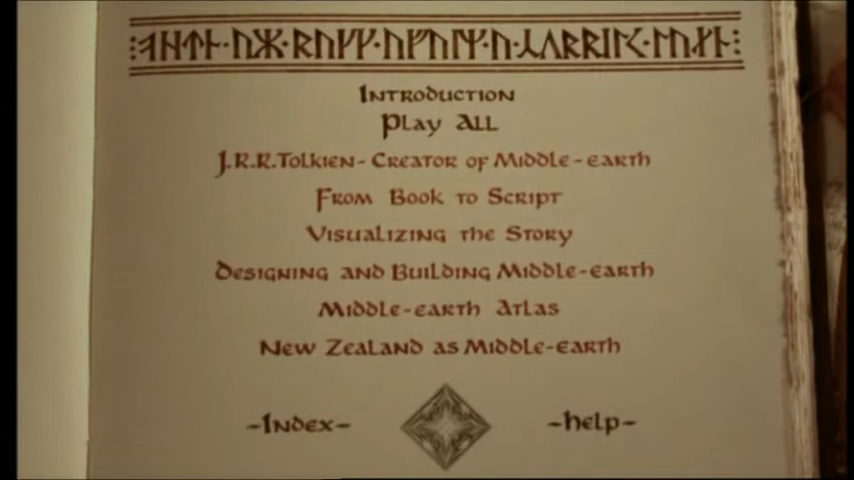 Introduction
Play All
J.R.R.Tolkien - Creator of Middle-earth
From Book to Script
Visualizing the Story
Designing and Building Middle-earth
Middle-earth Atlas
New Zealand as Middle-earth
-Index-
-Help-